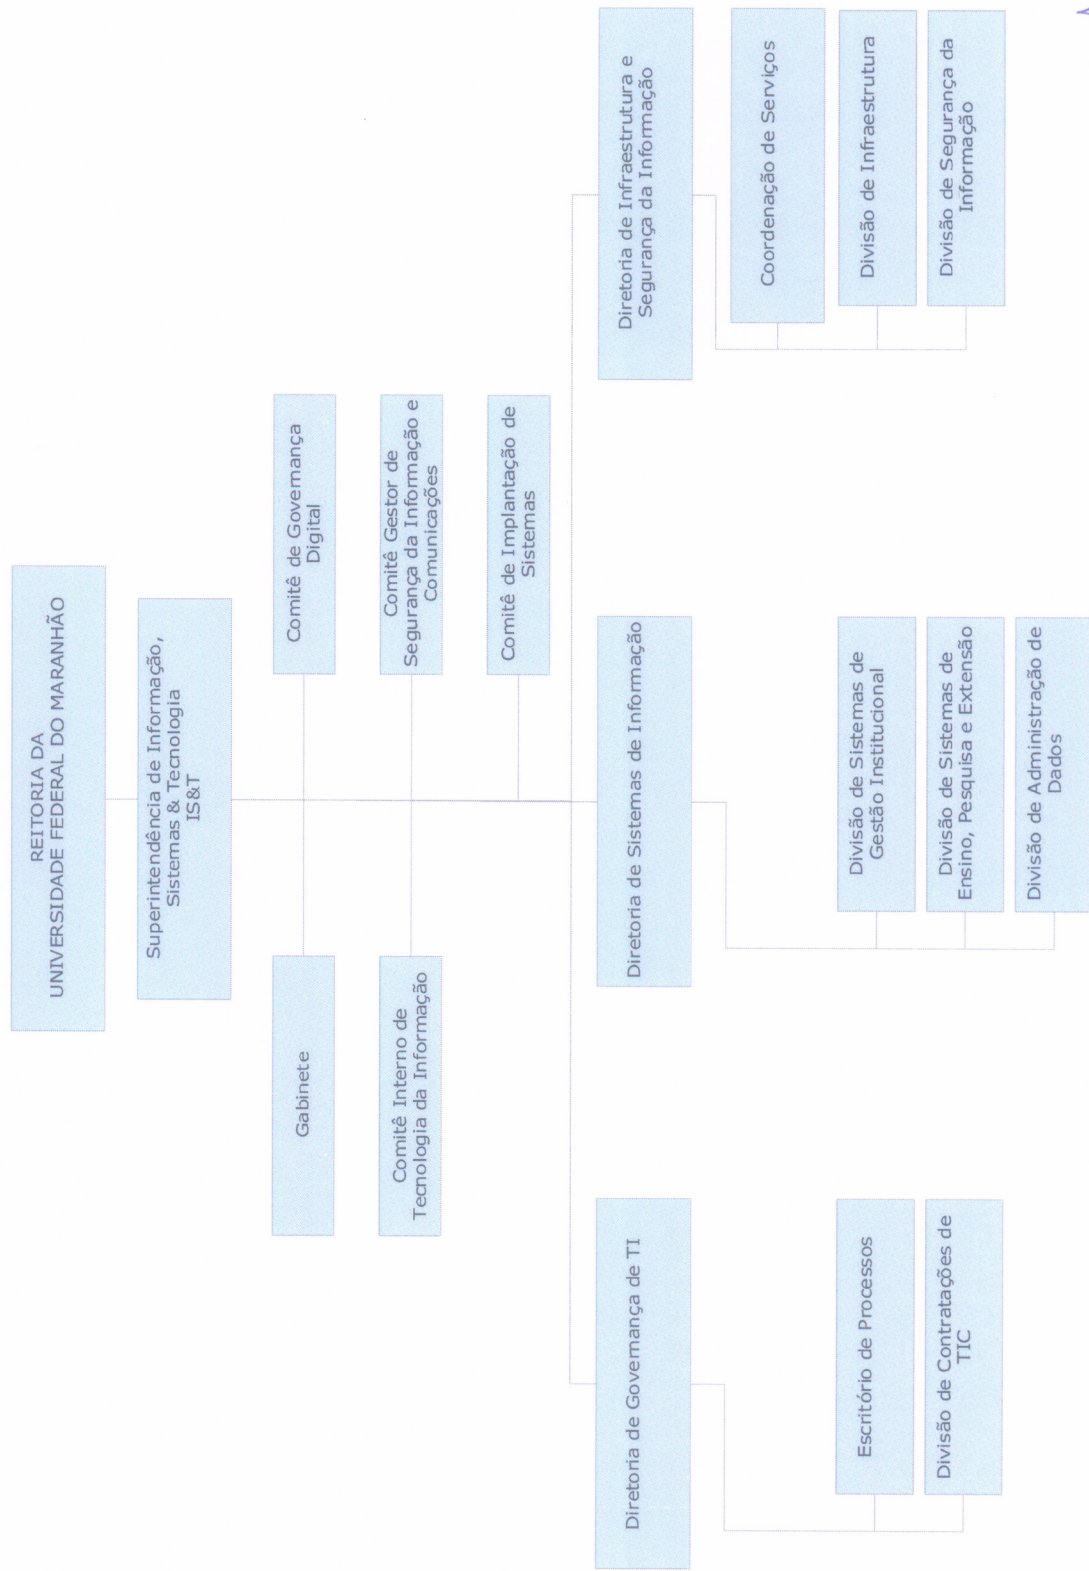 REITORIA DA
UNIVERSIDADE FEDERAL DO MARANHÃO
Superintendência de Informação,
Sistemas & Tecnologia
IS&T
Gabinete
Comitê de Governança
Digital
Comitê Interno de
Tecnologia da Informação
Comitê Gestor de
Segurança da Informação e
Comunicações
Comitê de Implantação de
Sistemas
Diretoria de Governança de TI
Escritório de Processos
Divisão de Contratações de
TIC
Diretoria de Sistemas de Informação
Divisão de Sistemas de
Gestão Institucional
Divisão de Sistemas de
Ensino, Pesquisa e Extensão
Divisão de Administração de
Dados
Diretoria de Infraestrutura e
Segurança da Informação
Coordenação de Serviços
Divisão de Infraestrutura
Divisão de Segurança da
Informação